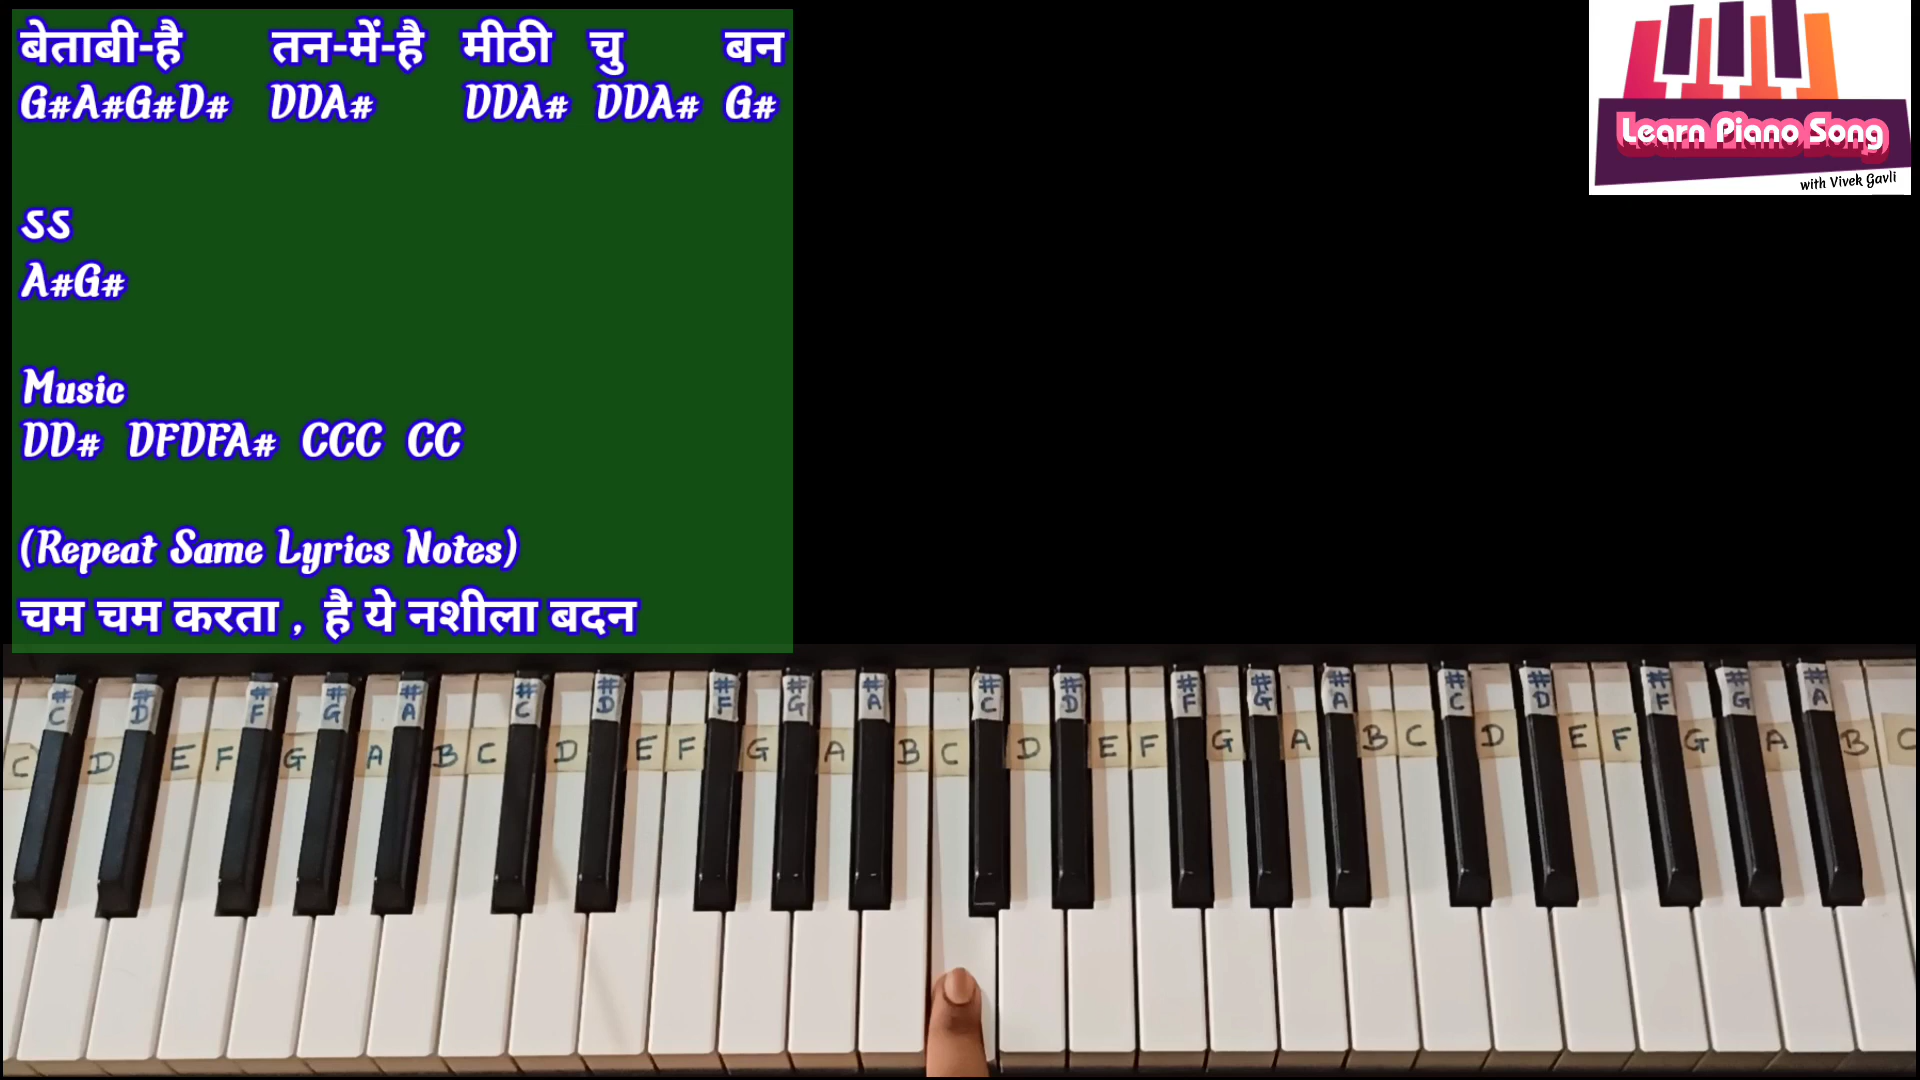 बेताबी-है तन-में-है मीठी चु बन
G#A#G#D# DDA# DDA# DDA# G#
SS
A#G#
Music
DD# DFDFA# CCC CC
(Repeat Same Lyrics Notes)
चम चम करता , है ये नशीला बदन
Learn Piano Song
with Vivek Gavli
#C #D #F #G #A #C #D #F #G #A #C #D #F #G #A #C #D #F #G #A
C D E F G A B C D E F G A B C D E F G A B C D E F G A B C